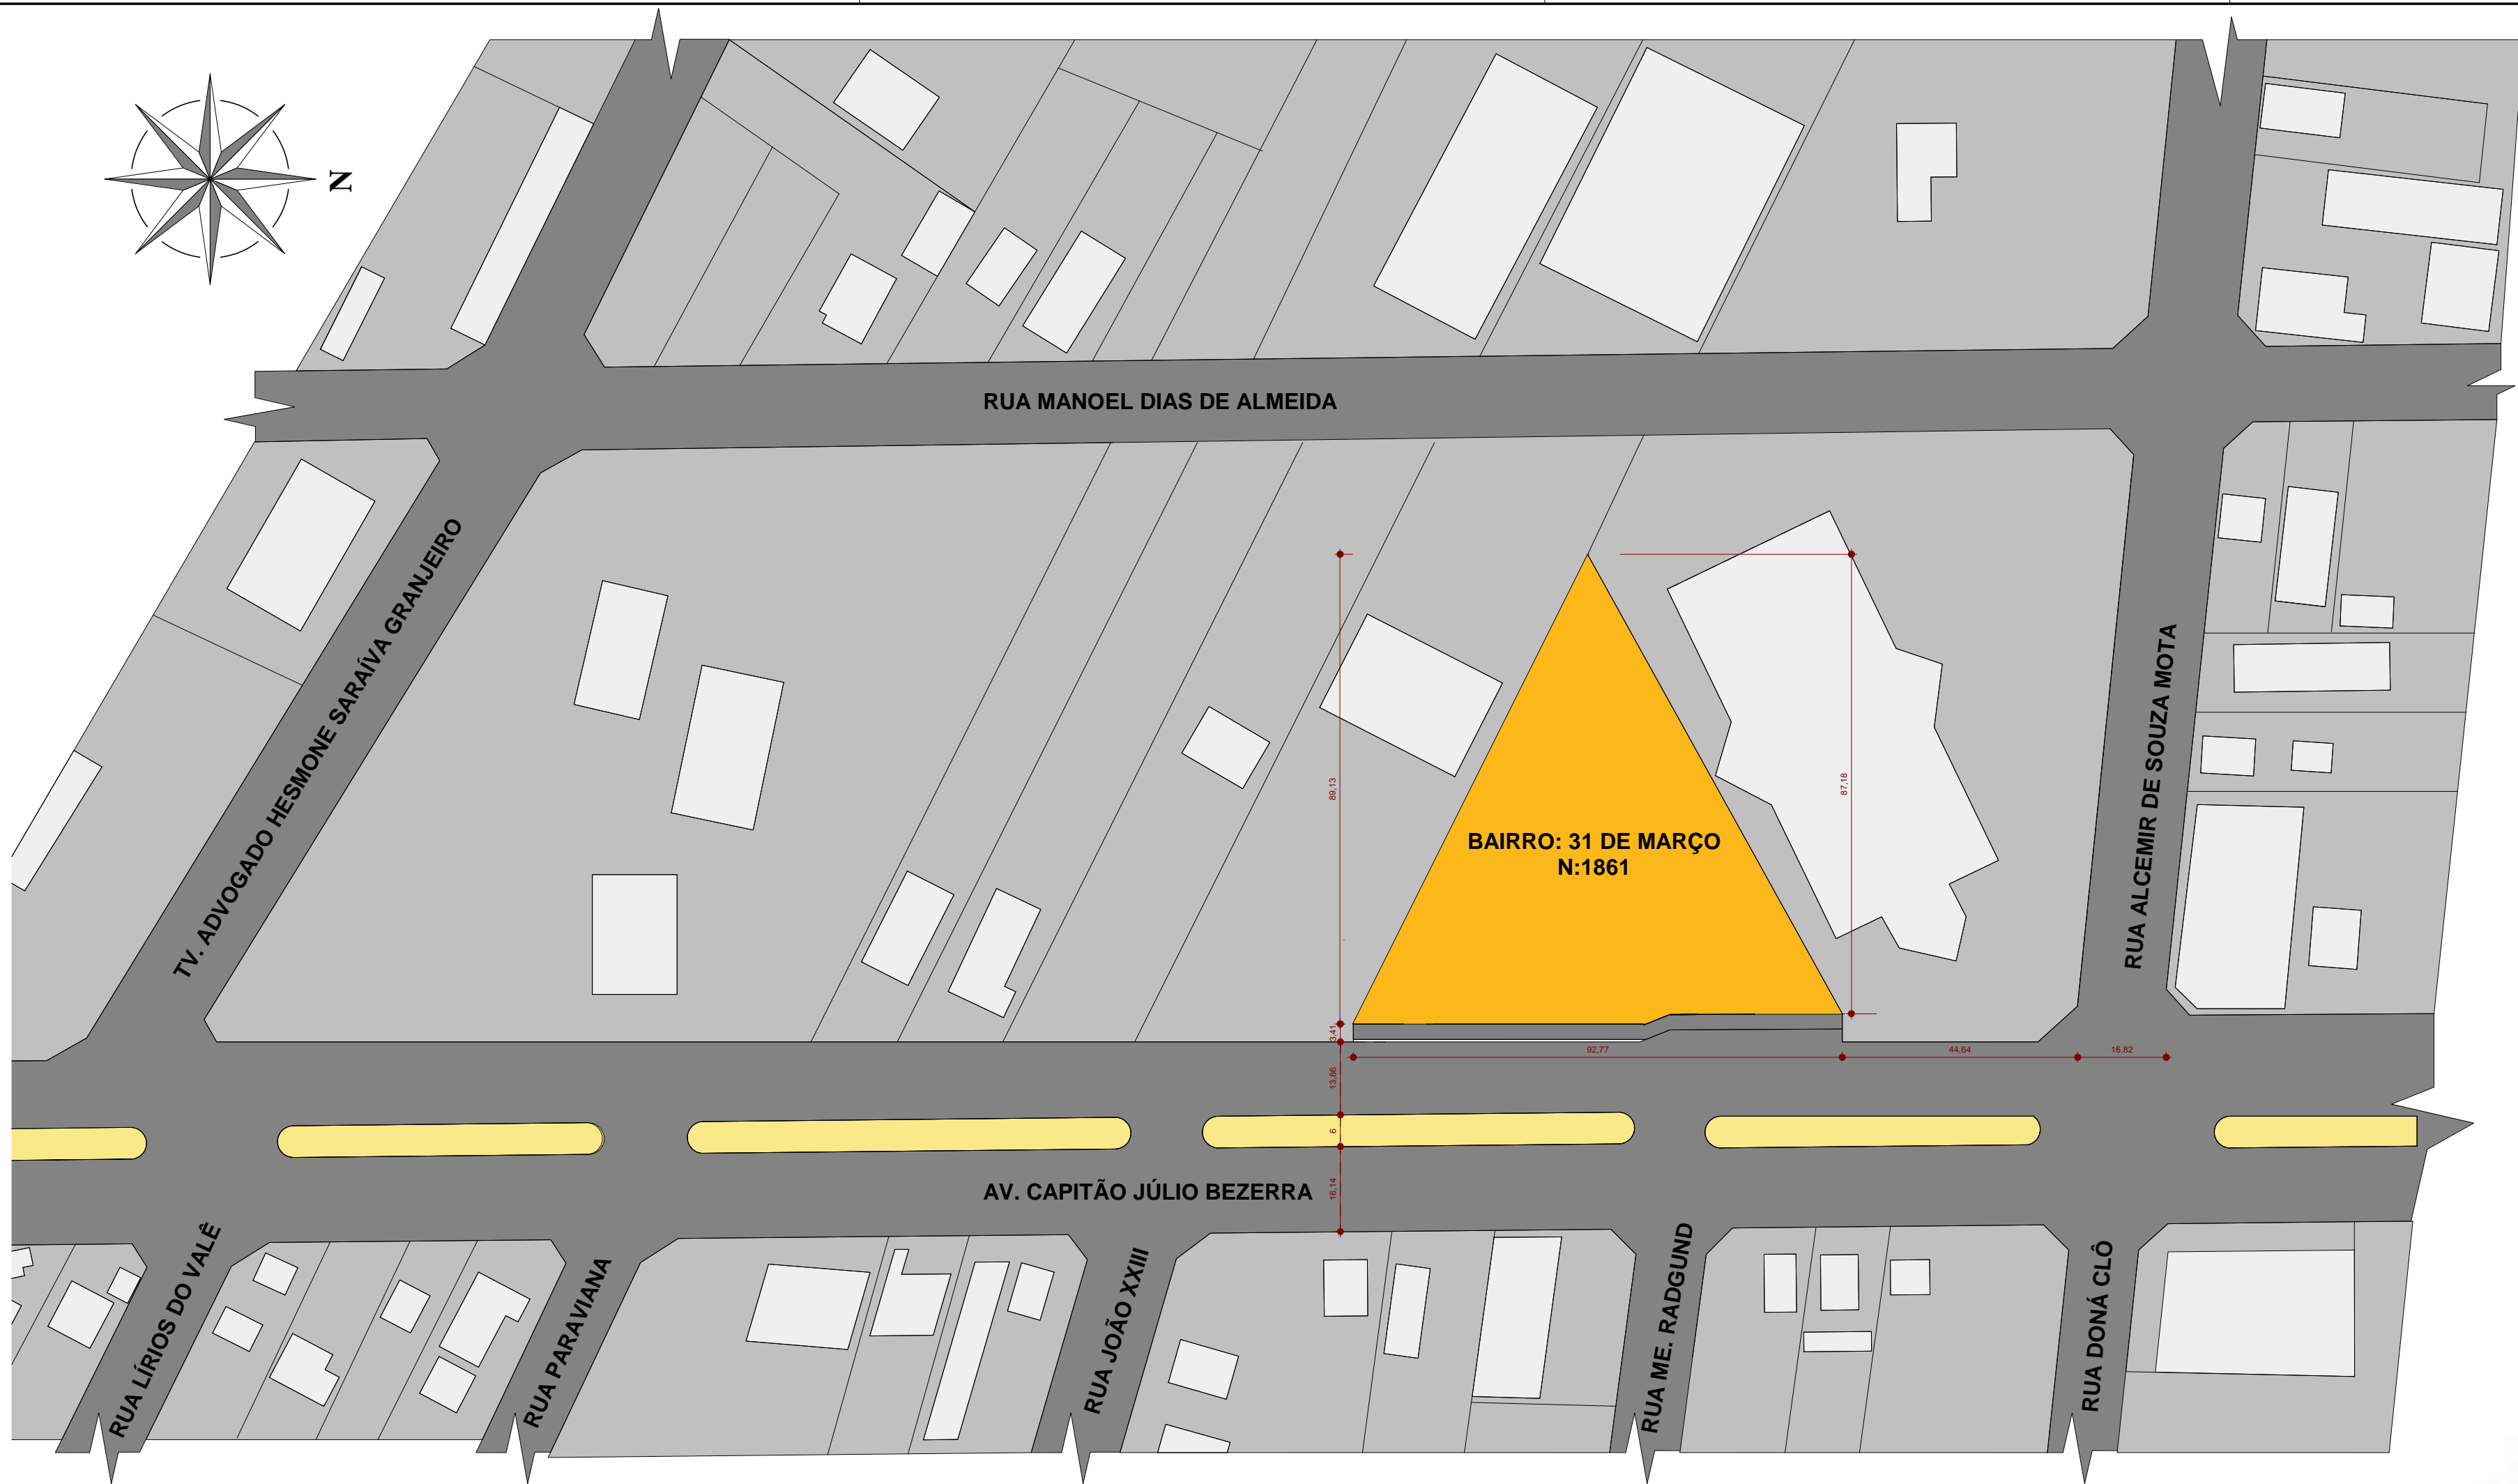 N
RUA MANOEL DIAS DE ALMEIDA
TV. ADVOGADO HESMONE SARAÍVA GRANJEIRO
RUA ALCEMIR DE SOUZA MOTA
89,13
87,18
BAIRRO: 31 DE MARÇO
N:1861
3,41
92,77
44,64
16,82
13,86
6
16,14
AV. CAPITÃO JÚLIO BEZERRA
RUA LÍRIOS DO VALÊ
RUA PARAVIANA
RUA JOÃO XXIII
RUA ME. RADGUND
RUA DONÁ CLÔ